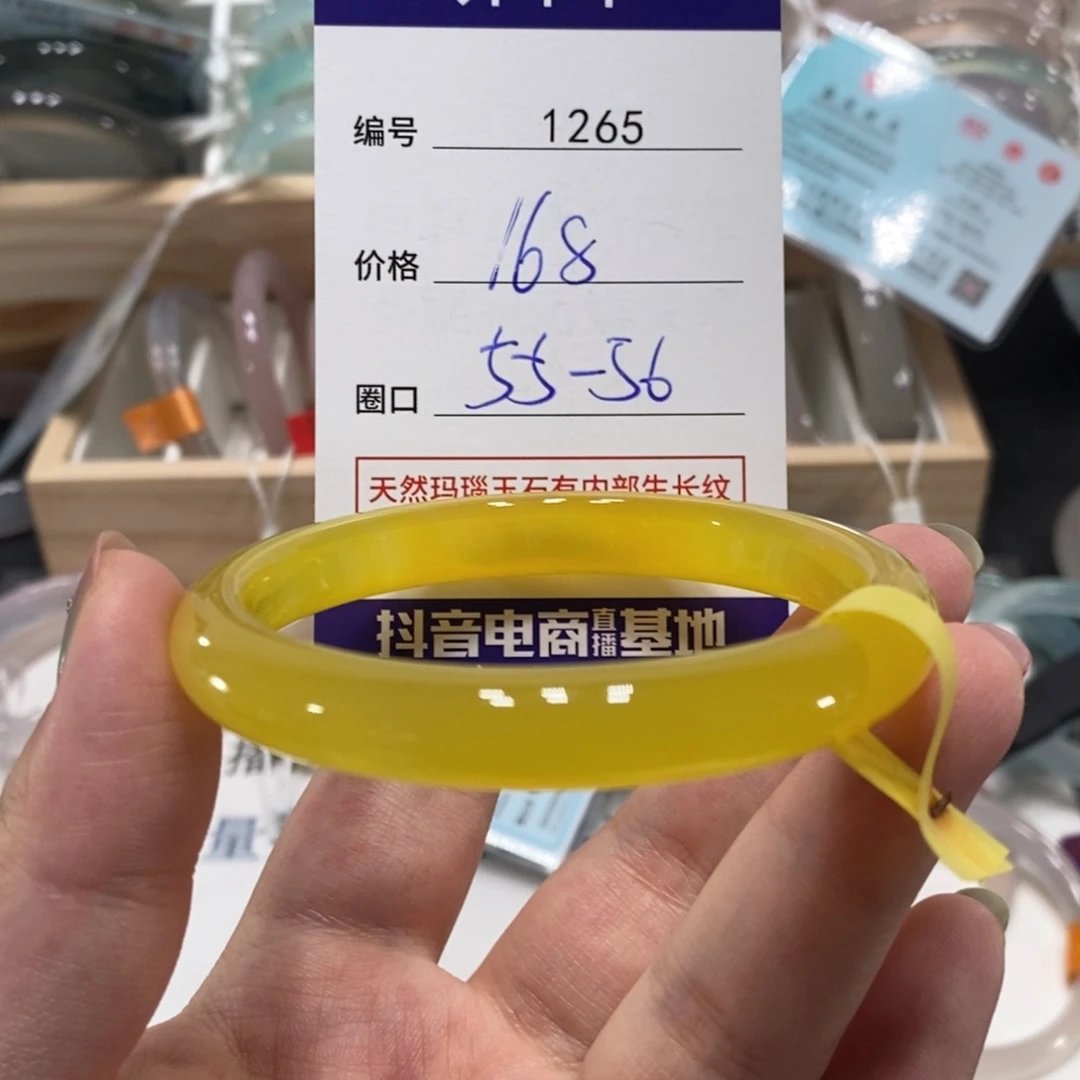 编号 1265
价格 168
圈口 55-56
天然玛瑙玉石有内部生长纹
抖音电商直播基地
量